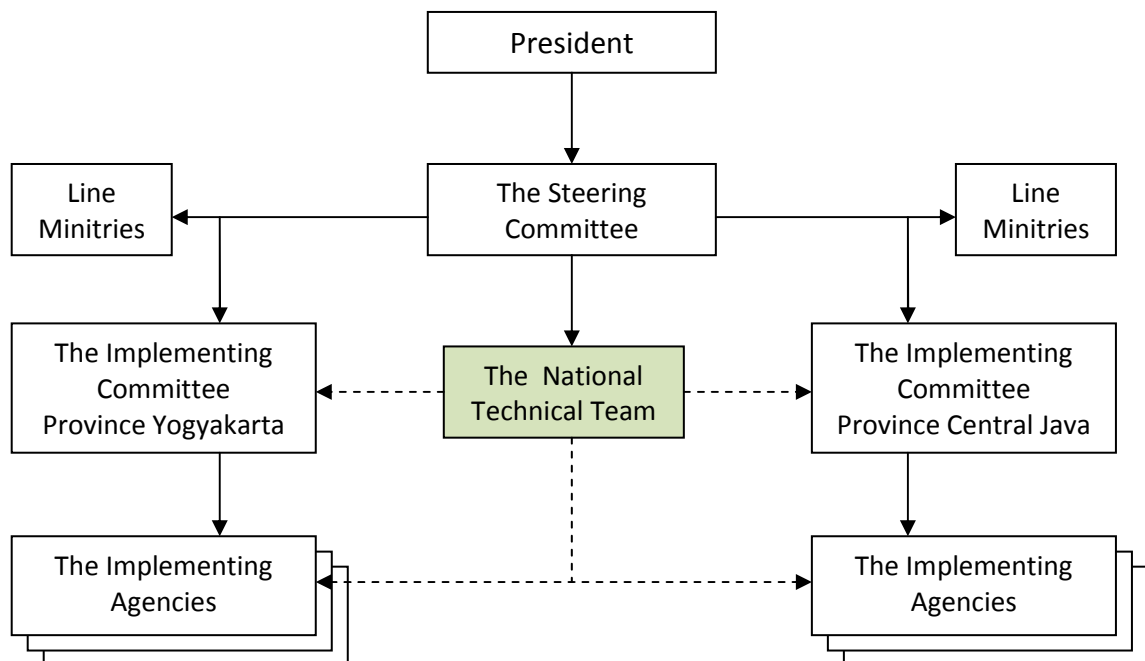 President
Line
Minitries
The Steering
Committee
Line
Minitries
The Implementing
Committee
Province Yogyakarta
The National
Technical Team
The Implementing
Committee
Province Central Java
The Implementing
Agencies
The Implementing
Agencies